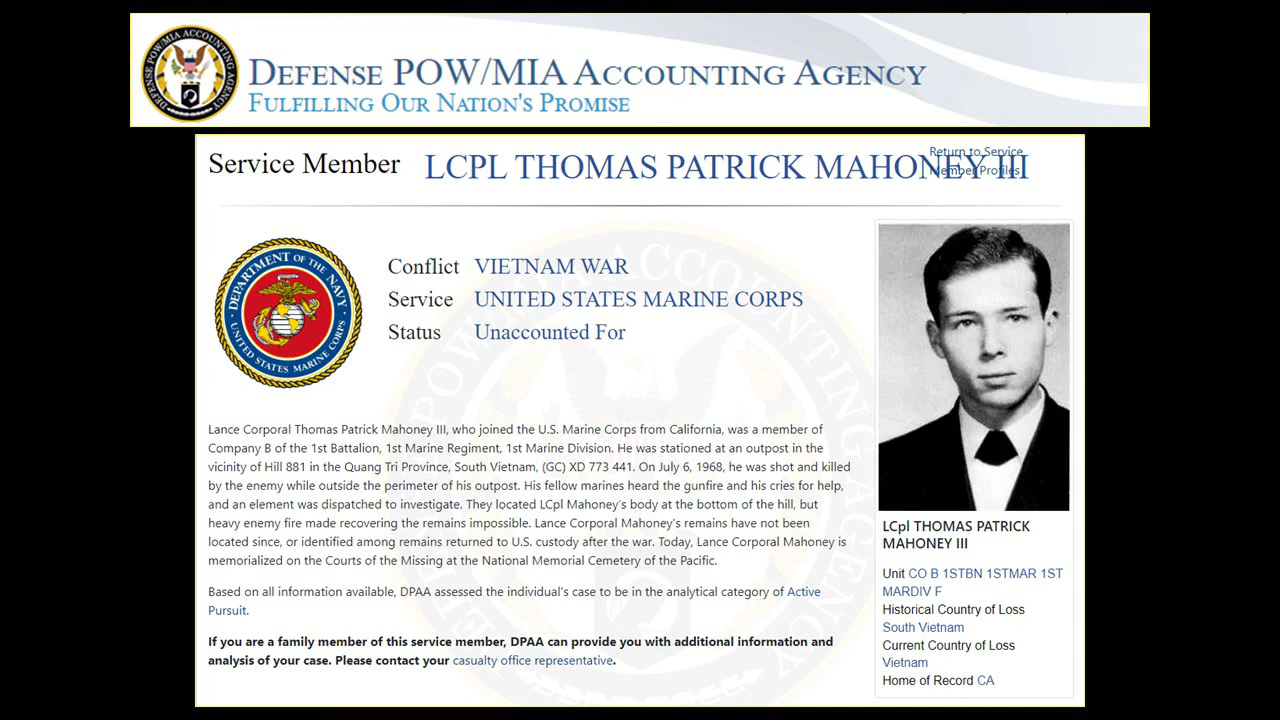 DEFENSE POW/MIA ACCOUNTING AGENCY
FULFILLING OUR NATION'S PROMISE
DEFENSE POW/MIA ACCOUNTING AGENCY
Service Member
LCPL THOMAS PATRICK MAHONEY III
Return to Service
Member Profiles
DEPARTMENT OF THE NAVY
UNITED STATES MARINE CORPS
Conflict VIETNAM WAR
Service UNITED STATES MARINE CORPS
Status Unaccounted For
Lance Corporal Thomas Patrick Mahoney III, who joined the U.S. Marine Corps from California, was a member of
Company B of the 1st Battalion, 1st Marine Regiment, 1st Marine Division. He was stationed at an outpost in the
vicinity of Hill 881 in the Quang Tri Province, South Vietnam, (GC) XD 773 441. On July 6, 1968, he was shot and killed
by the enemy while outside the perimeter of his outpost. His fellow marines heard the gunfire and his cries for help,
and an element was dispatched to investigate. They located LCpl Mahoney's body at the bottom of the hill, but
heavy enemy fire made recovering the remains impossible. Lance Corporal Mahoney's remains have not been
located since, or identified among remains returned to U.S. custody after the war. Today, Lance Corporal Mahoney is
memorialized on the Courts of the Missing at the National Memorial Cemetery of the Pacific.
Based on all information available, DPAA assessed the individual's case to be in the analytical category of Active
Pursuit.
If you are a family member of this service member, DPAA can provide you with additional information and
analysis of your case. Please contact your casualty office representative.
LCpl THOMAS PATRICK
MAHONEY III
Unit CO B 1STBN 1STMAR 1ST
MARDIV F
Historical Country of Loss
South Vietnam
Current Country of Loss
Vietnam
Home of Record CA